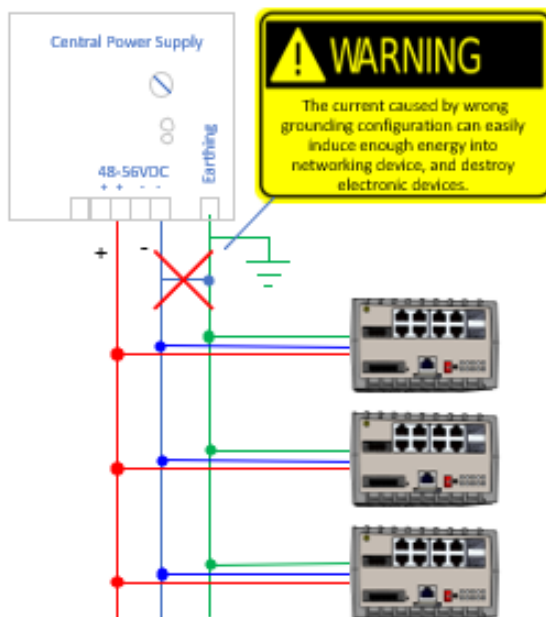 Central Power Supply
48-56VDC
+ + - -
Earthing
+ -
WARNING
The current caused by wrong
grounding configuration can easily
induce enough energy into
networking device, and destroy
electronic devices.